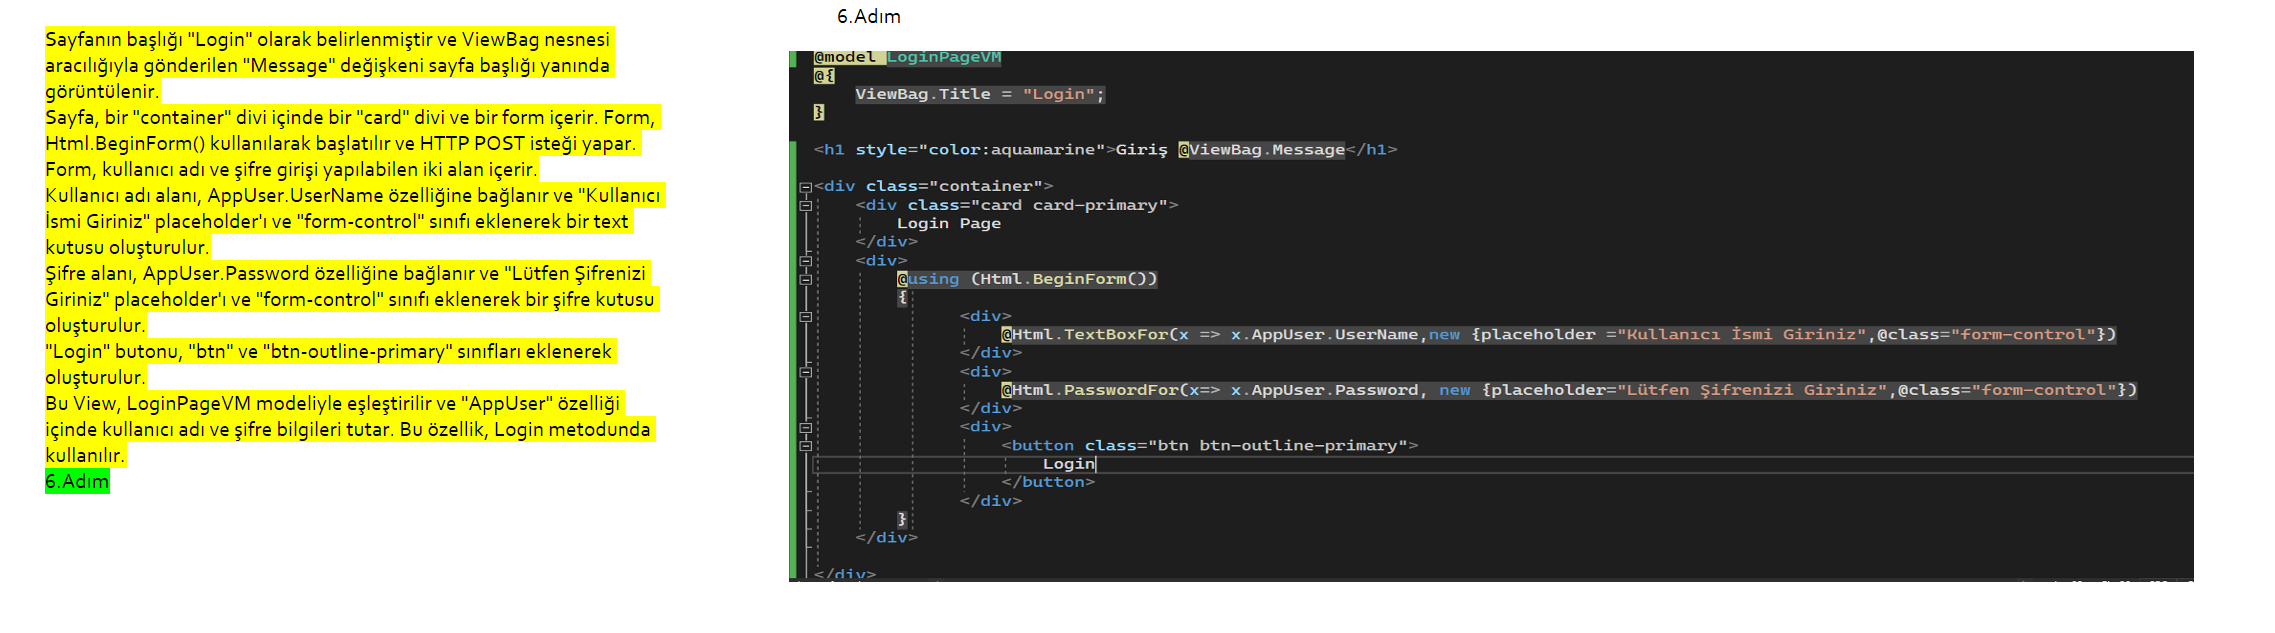 Sayfanın başlığı "Login" olarak belirlenmiştir ve ViewBag nesnesi
aracılığıyla gönderilen "Message" değişkeni sayfa başlığı yanında
görüntülenir.
Sayfa, bir "container" divi içinde bir "card" divi ve bir form içerir. Form,
Html.BeginForm() kullanılarak başlatılır ve HTTP POST isteği yapar.
Form, kullanıcı adı ve şifre girişi yapılabilen iki alan içerir.
Kullanıcı adı alanı, AppUser.UserName özelliğine bağlanır ve "Kullanıcı
İsmi Giriniz" placeholder'ı ve "form-control" sınıfı eklenerek bir text
kutusu oluşturulur.
Şifre alanı, AppUser.Password özelliğine bağlanır ve "Lütfen Şifrenizi
Giriniz" placeholder'ı ve "form-control" sınıfı eklenerek bir şifre kutusu
oluşturulur.
"Login" butonu, "btn" ve "btn-outline-primary" sınıfları eklenerek
oluşturulur.
Bu View, LoginPageVM modeliyle eşleştirilir ve "AppUser" özelliği
içinde kullanıcı adı ve şifre bilgileri tutar. Bu özellik, Login metodunda
kullanılır.
6.Adım
6.Adım
@model LoginPageVM
@{
ViewBag.Title = "Login";
}
<h1 style="color:aquamarine">Giriş @ViewBag.Message</h1>
<div class="container">
<div class="card card-primary">
Login Page
</div>
<div>
@using (Html.BeginForm())
{
<div>
@Html.TextBoxFor(x => x.AppUser.UserName,new {placeholder ="Kullanıcı İsmi Giriniz",@class="form-control"})
</div>
<div>
@Html.PasswordFor(x=> x.AppUser.Password, new {placeholder="Lütfen Şifrenizi Giriniz",@class="form-control"})
</div>
<div>
<button class="btn btn-outline-primary">
Login
</button>
</div>
}
</div>
</div>